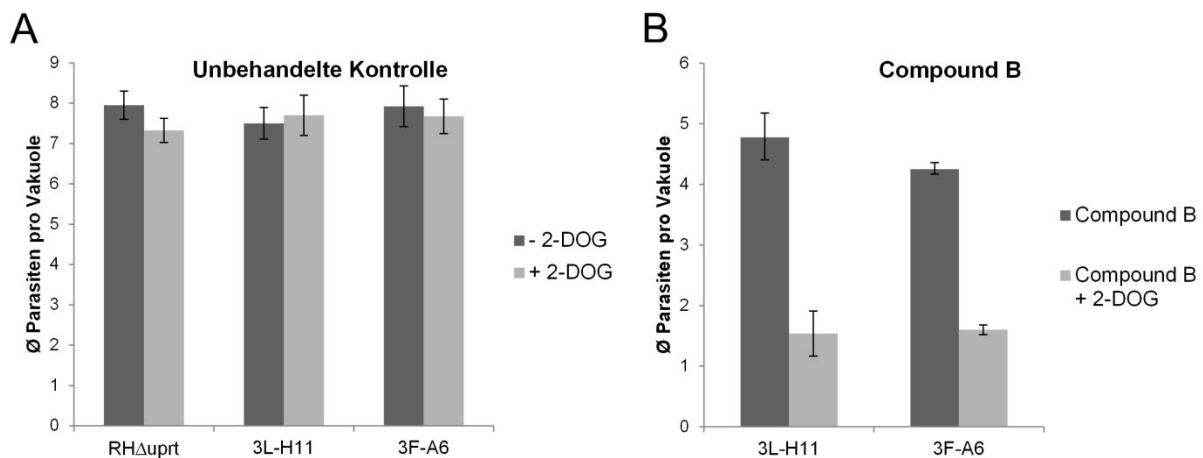 A
Unbehandelte Kontrolle
Ø Parasiten pro Vakuole
9
8
7
6
5
4
3
2
1
0
RHΔuprt
3L-H11
3F-A6
- 2-DOG
+ 2-DOG
B
Compound B
Ø Parasiten pro Vakuole
6
5
4
3
2
1
0
3L-H11
3F-A6
Compound B
Compound B
+ 2-DOG